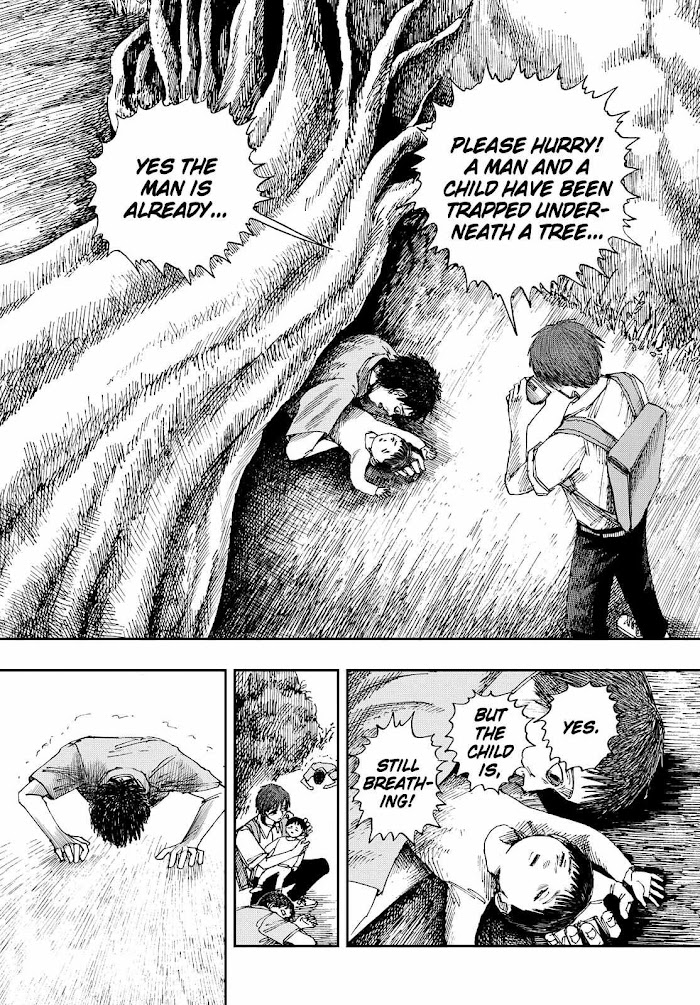 PLEASE HURRY!
A MAN AND A
CHILD HAVE BEEN
TRAPPED UNDER-
NEATH A TREE...
YES THE
MAN IS
ALREADY...
YES.
BUT
THE
CHILD
IS,
STILL
BREATH-
ING!